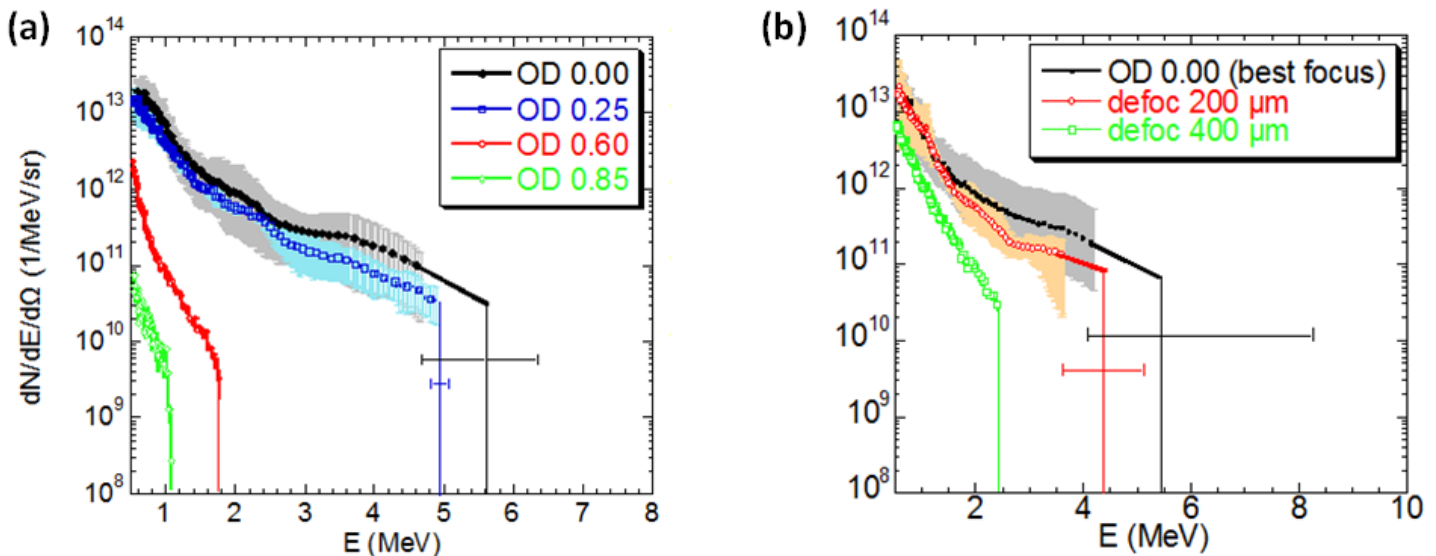 (a)
dN/dE/dΩ (1/MeV/sr)
10^14
10^13
10^12
10^11
10^10
10^9
10^8
OD 0.00
OD 0.25
OD 0.60
OD 0.85
1 2 3 4 5 6 7 8
E (MeV)
(b)
10^14
10^13
10^12
10^11
10^10
10^9
10^8
OD 0.00 (best focus)
defoc 200 µm
defoc 400 µm
2 4 6 8 10
E (MeV)